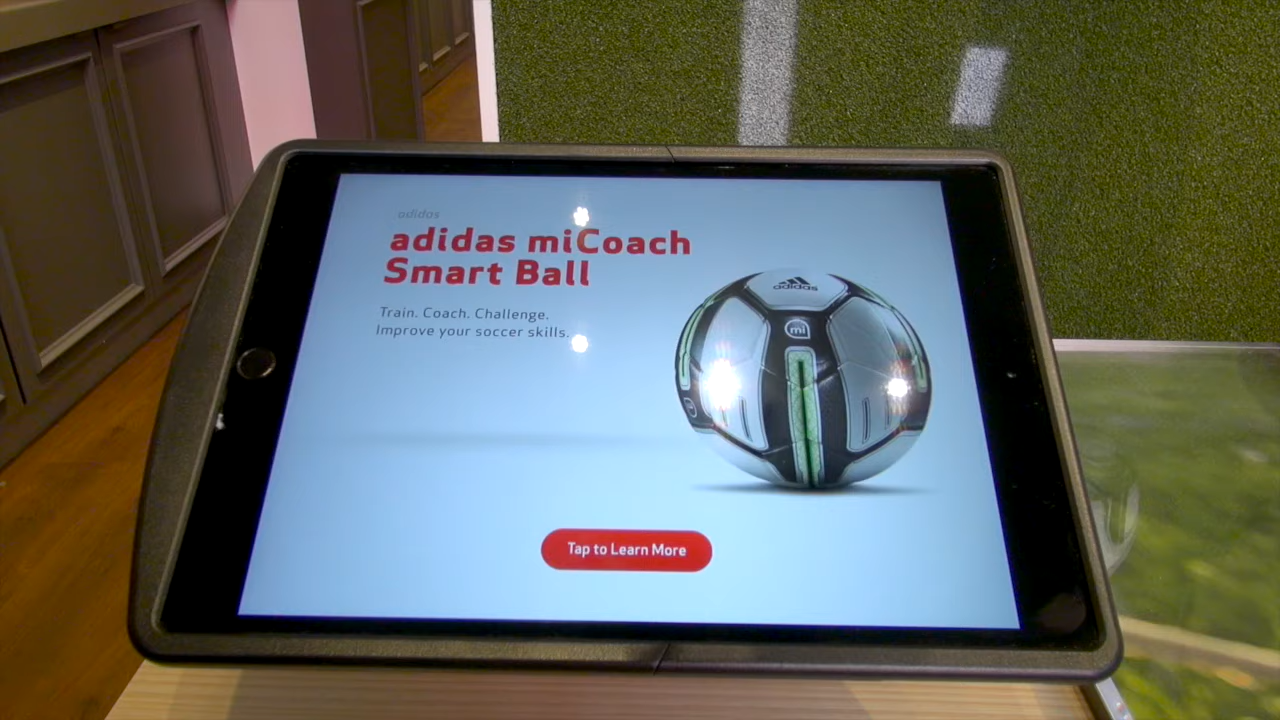 adidas
adidas miCoach
Smart Ball
Train. Coach. Challenge.
Improve your soccer skills.
adidas
mi
Tap to Learn More